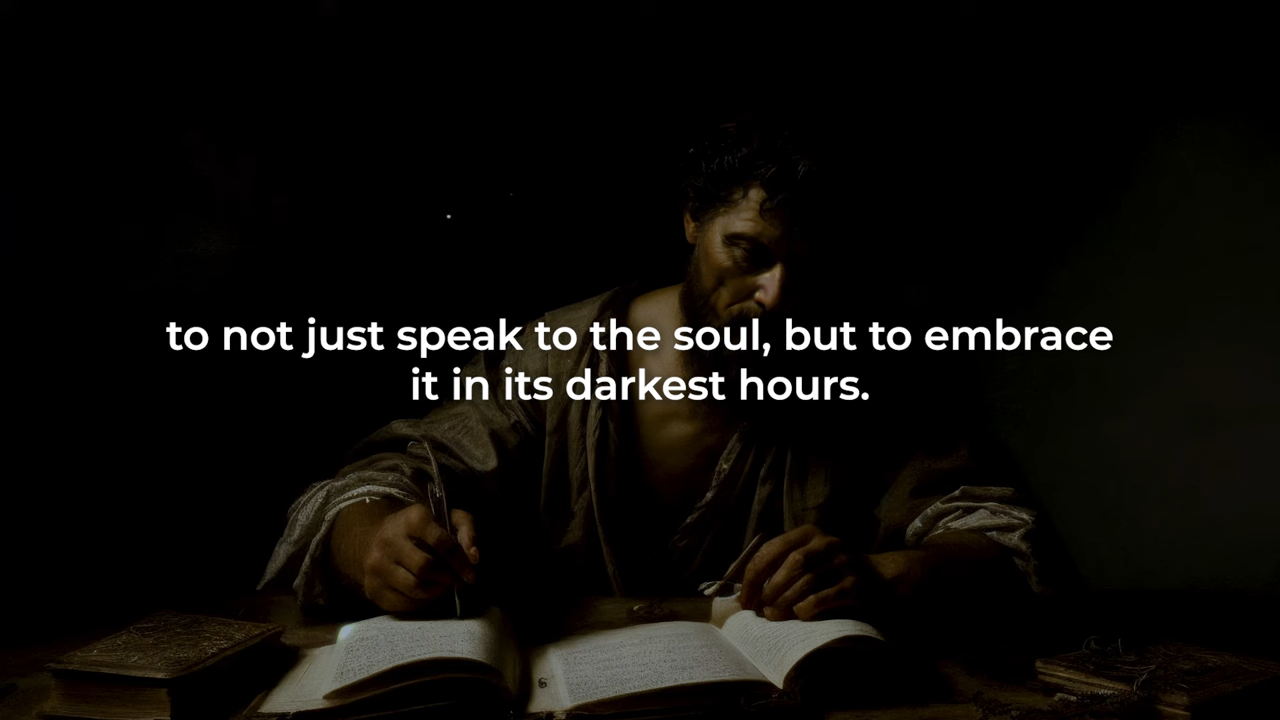 to not just speak to the soul, but to embrace
it in its darkest hours.